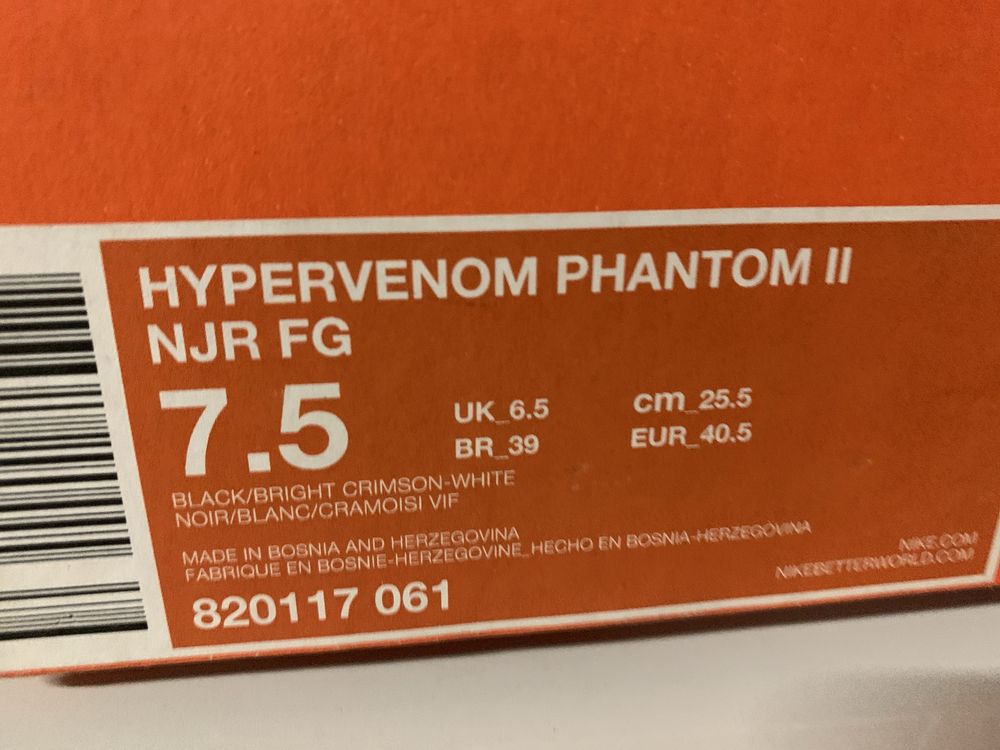 HYPERVENOM PHANTOM II
NJR FG
7.5
UK_6.5
cm_25.5
BR_39
EUR_40.5
BLACK/BRIGHT CRIMSON-WHITE
NOIR/BLANC/CRAMOISI VIF
MADE IN BOSNIA AND HERZEGOVINA
FABRIQUE EN BOSNIE-HERZEGOVINE_HECHO EN BOSNIA-HERZEGOVINA
NIKE.COM
NIKEBETTERWORLD.COM
820117 061